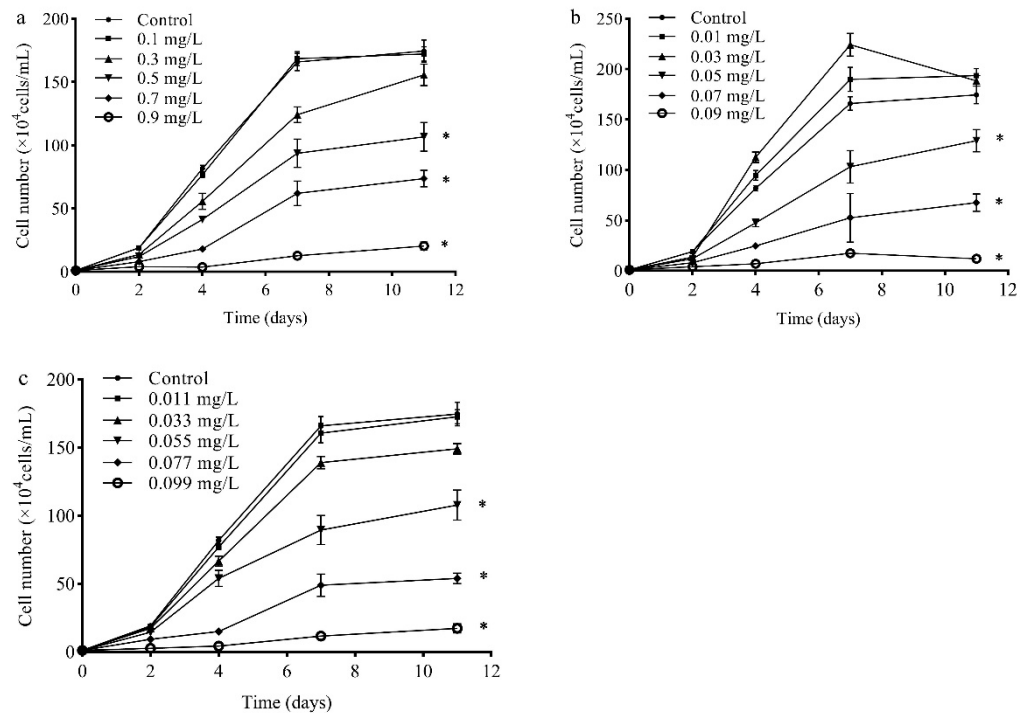 a
Control
0.1 mg/L
0.3 mg/L
0.5 mg/L
0.7 mg/L
0.9 mg/L
Cell number (×10⁴cells/mL)
200
150
100
50
0
*
*
*
0 2 4 6 8 10 12
Time (days)
b
Control
0.01 mg/L
0.03 mg/L
0.05 mg/L
0.07 mg/L
0.09 mg/L
Cell number (×10⁴cells/mL)
250
200
150
100
50
0
*
*
*
0 2 4 6 8 10 12
Time (days)
c
Control
0.011 mg/L
0.033 mg/L
0.055 mg/L
0.077 mg/L
0.099 mg/L
Cell number (×10⁴cells/mL)
200
150
100
50
0
*
*
*
0 2 4 6 8 10 12
Time (days)